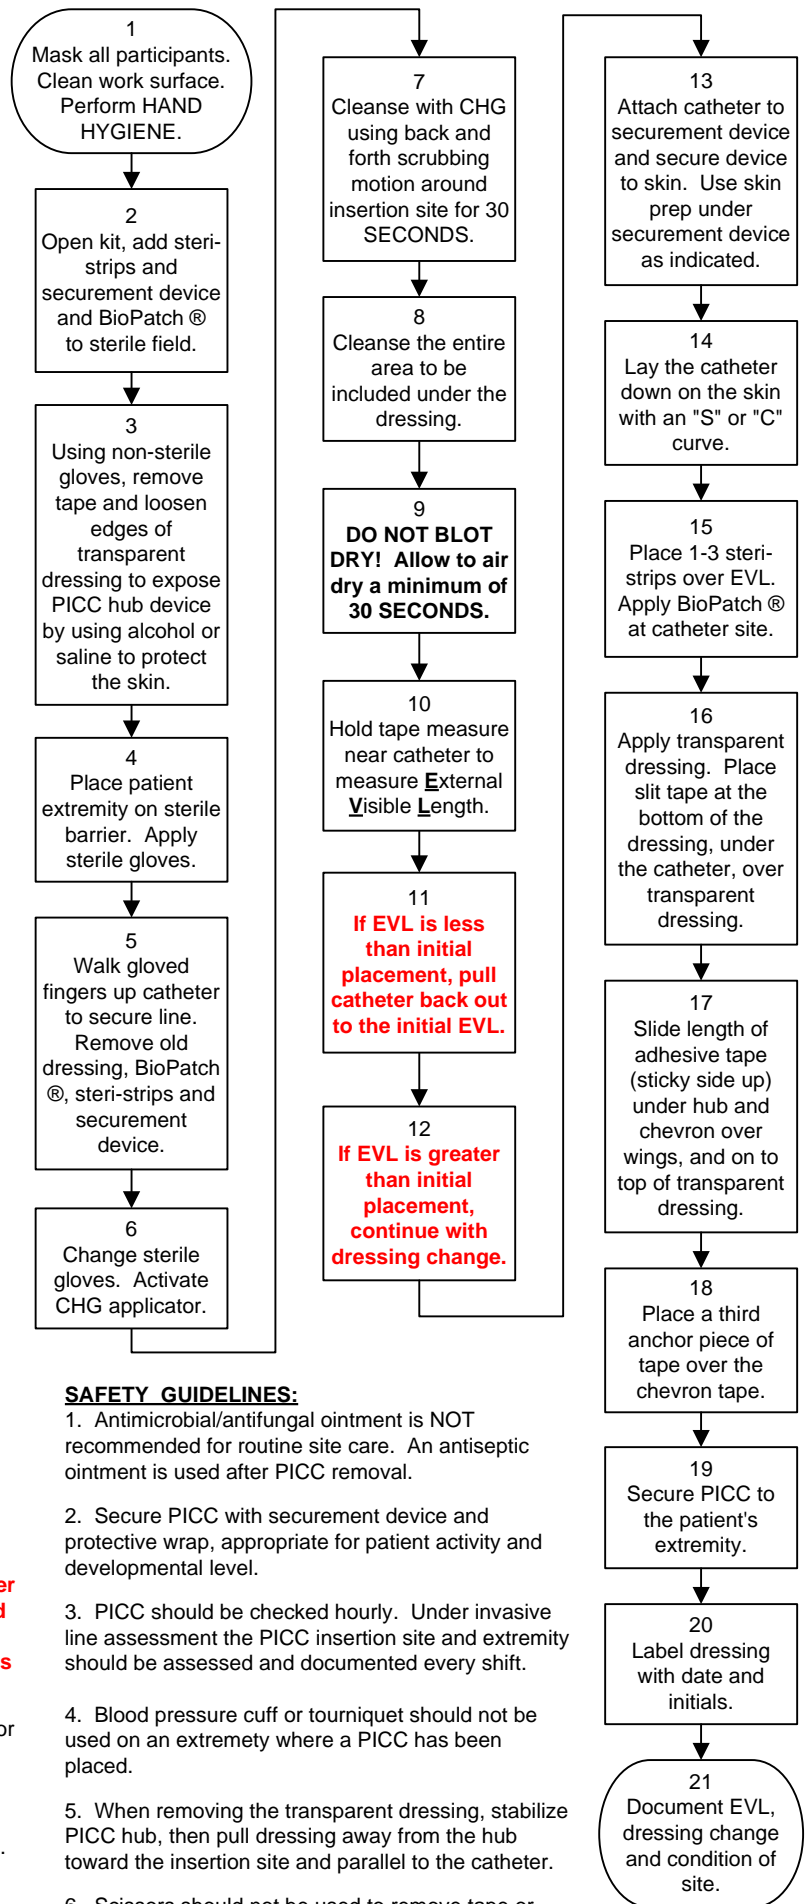 1
Mask all participants.
Clean work surface.
Perform HAND
HYGIENE.
2
Open kit, add steri-
strips and
securement device
and BioPatch ®
to sterile field.
3
Using non-sterile
gloves, remove
tape and loosen
edges of
transparent
dressing to expose
PICC hub device
by using alcohol or
saline to protect
the skin.
4
Place patient
extremity on sterile
barrier. Apply
sterile gloves.
5
Walk gloved
fingers up catheter
to secure line.
Remove old
dressing, BioPatch
®, steri-strips and
securement
device.
6
Change sterile
gloves. Activate
CHG applicator.
7
Cleanse with CHG
using back and
forth scrubbing
motion around
insertion site for 30
SECONDS.
8
Cleanse the entire
area to be
included under the
dressing.
9
DO NOT BLOT
DRY! Allow to air
dry a minimum of
30 SECONDS.
10
Hold tape measure
near catheter to
measure External
Visible Length.
11
If EVL is less
than initial
placement, pull
catheter back out
to the initial EVL.
12
If EVL is greater
than initial
placement,
continue with
dressing change.
13
Attach catheter to
securement device
and secure device
to skin. Use skin
prep under
securement device
as indicated.
14
Lay the catheter
down on the skin
with an "S" or "C"
curve.
15
Place 1-3 steri-
strips over EVL.
Apply BioPatch ®
at catheter site.
16
Apply transparent
dressing. Place
slit tape at the
bottom of the
dressing, under
the catheter, over
transparent
dressing.
17
Slide length of
adhesive tape
(sticky side up)
under hub and
chevron over
wings, and on to
top of transparent
dressing.
18
Place a third
anchor piece of
tape over the
chevron tape.
19
Secure PICC to
the patient's
extremity.
20
Label dressing
with date and
initials.
21
Document EVL,
dressing change
and condition of
site.
SAFETY GUIDELINES:
1. Antimicrobial/antifungal ointment is NOT
recommended for routine site care. An antiseptic
ointment is used after PICC removal.
2. Secure PICC with securement device and
protective wrap, appropriate for patient activity and
developmental level.
3. PICC should be checked hourly. Under invasive
line assessment the PICC insertion site and extremity
should be assessed and documented every shift.
4. Blood pressure cuff or tourniquet should not be
used on an extremety where a PICC has been
placed.
5. When removing the transparent dressing, stabilize
PICC hub, then pull dressing away from the hub
toward the insertion site and parallel to the catheter.
6. Scissors should not be used to remove tape or